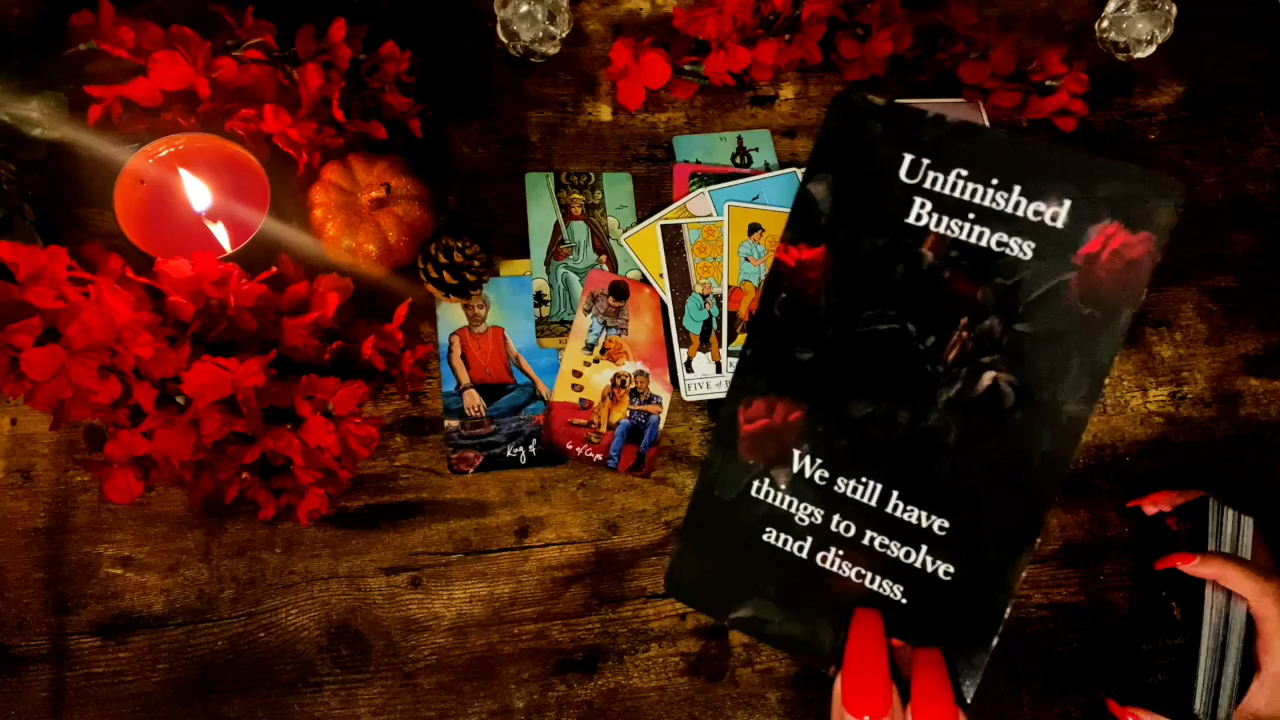 Unfinished
Business
We still have
things to resolve
and discuss.
VI
FIVE of
King of
6 of Cups